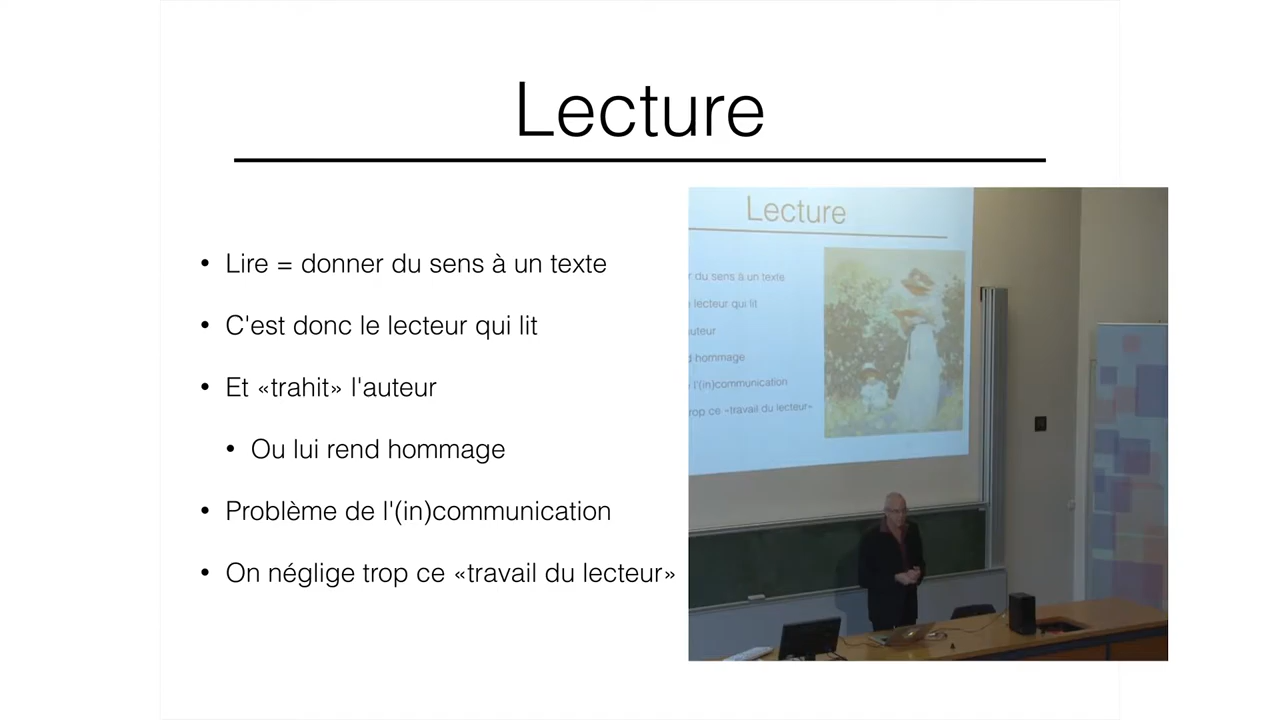 Lecture
• Lire = donner du sens à un texte
• C'est donc le lecteur qui lit
• Et «trahit» l'auteur
• Ou lui rend hommage
• Problème de l'(in)communication
• On néglige trop ce «travail du lecteur»
Lecture
r du sens à un texte
lecteur qui lit
auteur
d hommage
l'(in)communication
rop ce «travail du lecteur»